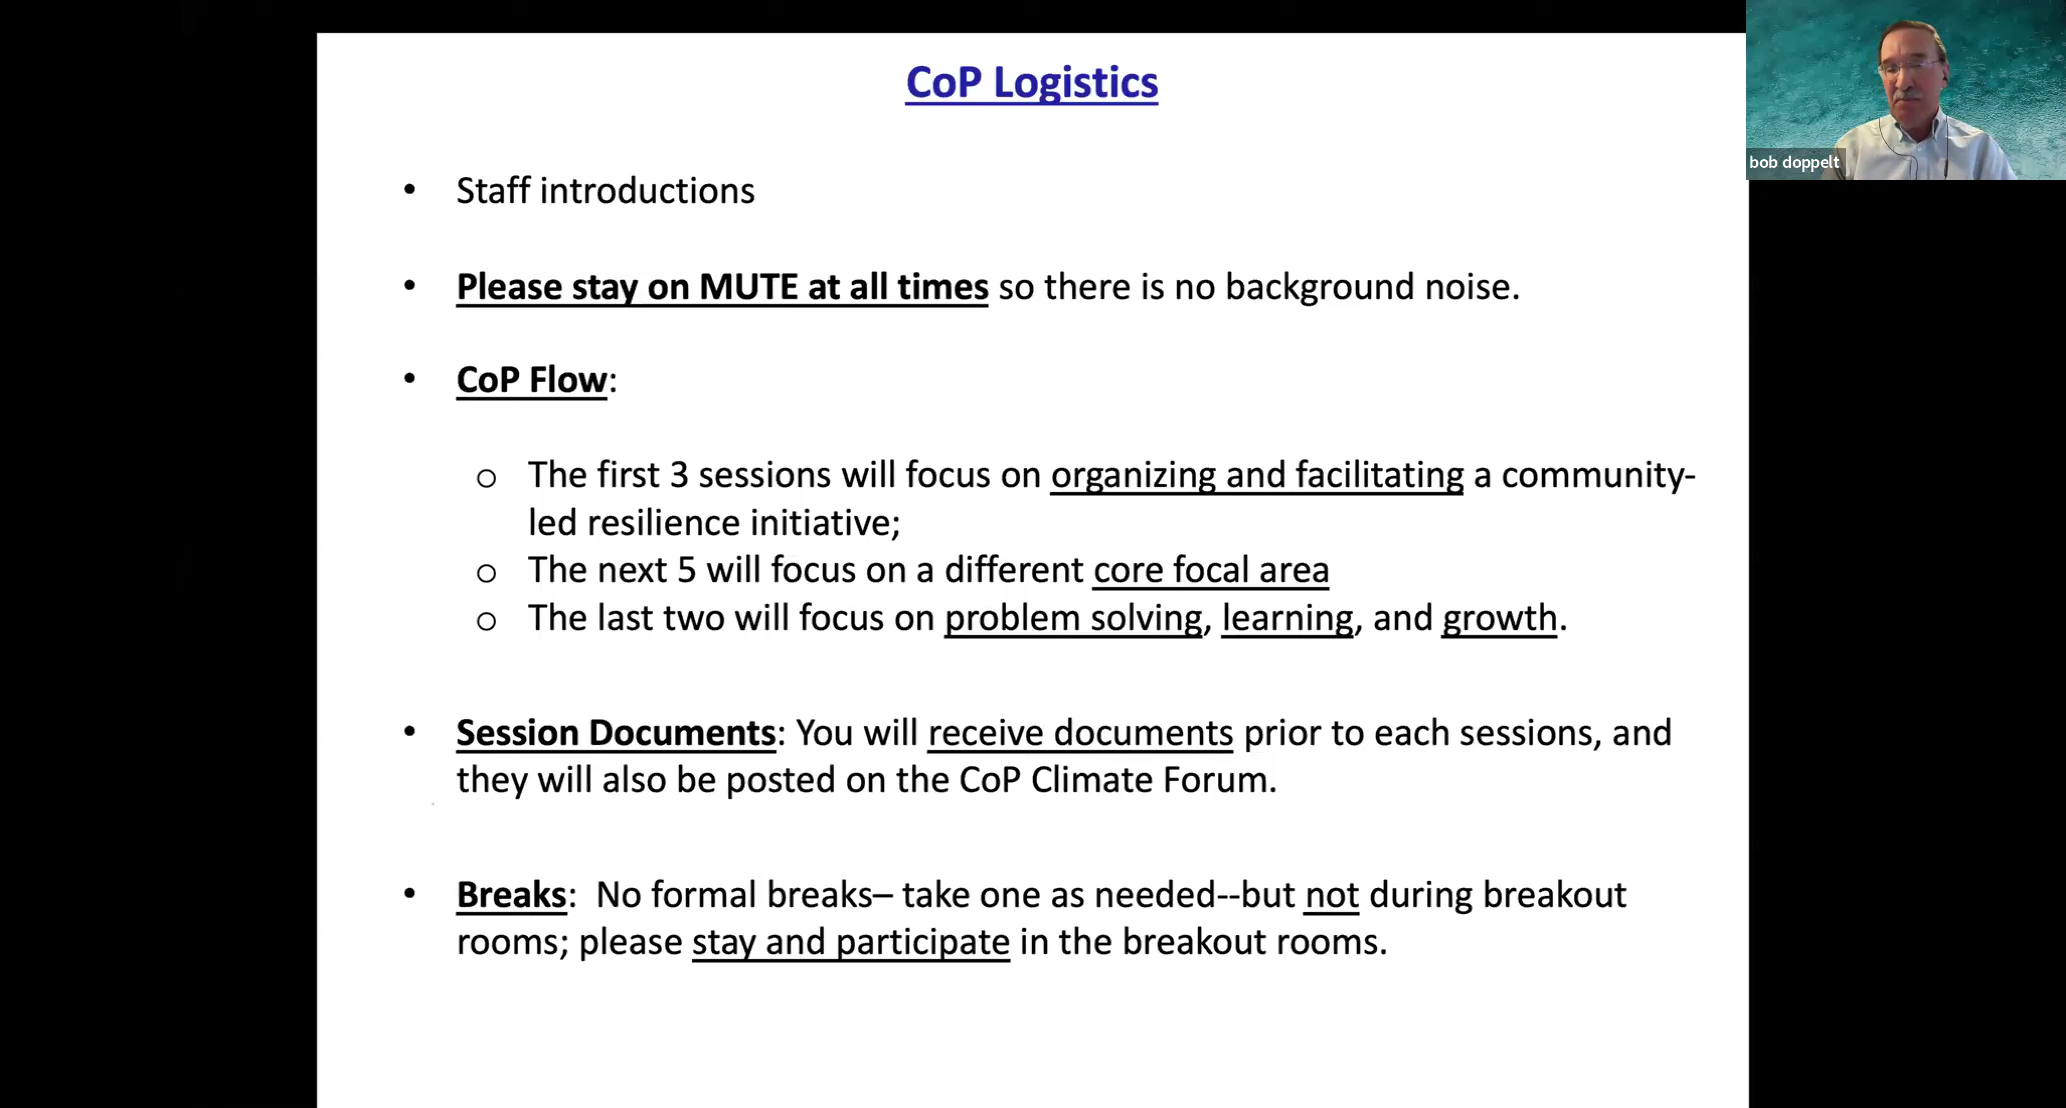 CoP Logistics
bob doppelt
• Staff introductions
• Please stay on MUTE at all times so there is no background noise.
• CoP Flow:
o The first 3 sessions will focus on organizing and facilitating a community-
led resilience initiative;
o The next 5 will focus on a different core focal area
o The last two will focus on problem solving, learning, and growth.
• Session Documents: You will receive documents prior to each sessions, and
they will also be posted on the CoP Climate Forum.
• Breaks: No formal breaks– take one as needed--but not during breakout
rooms; please stay and participate in the breakout rooms.